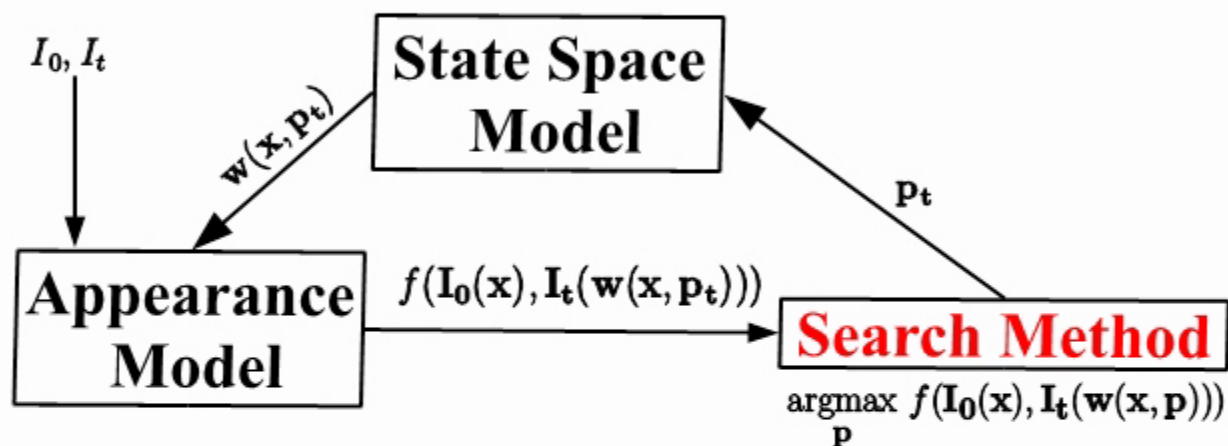 I₀, Iₜ
State Space
Model
w(x, pₜ)
pₜ
Appearance
Model
f(I₀(x), Iₜ(w(x, pₜ)))
Search Method
argmax f(I₀(x), Iₜ(w(x, p)))
p